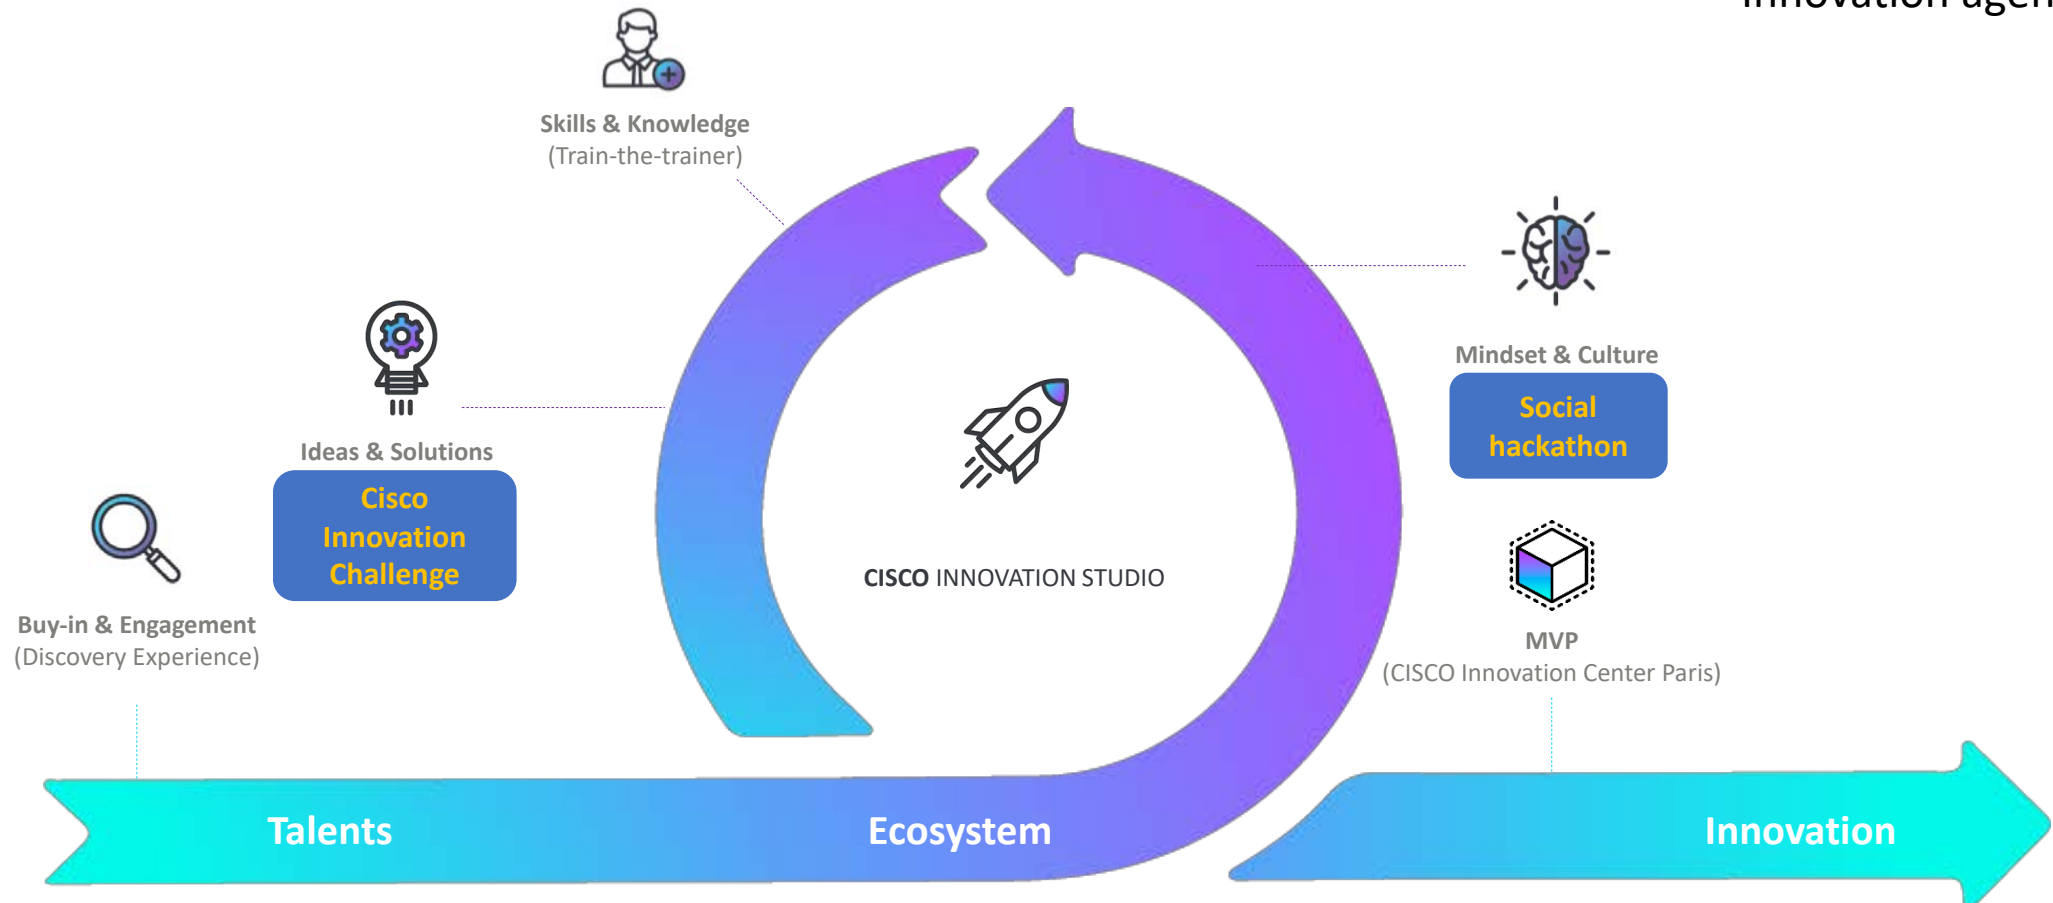 Innovation
Skills & Knowledge
(Train-the-trainer)
Mindset & Culture
Social
hackathon
Ideas & Solutions
Cisco
Innovation
Challenge
CISCO INNOVATION STUDIO
Buy-in & Engagement
(Discovery Experience)
MVP
(CISCO Innovation Center Paris)
Talents
Ecosystem
Innovation